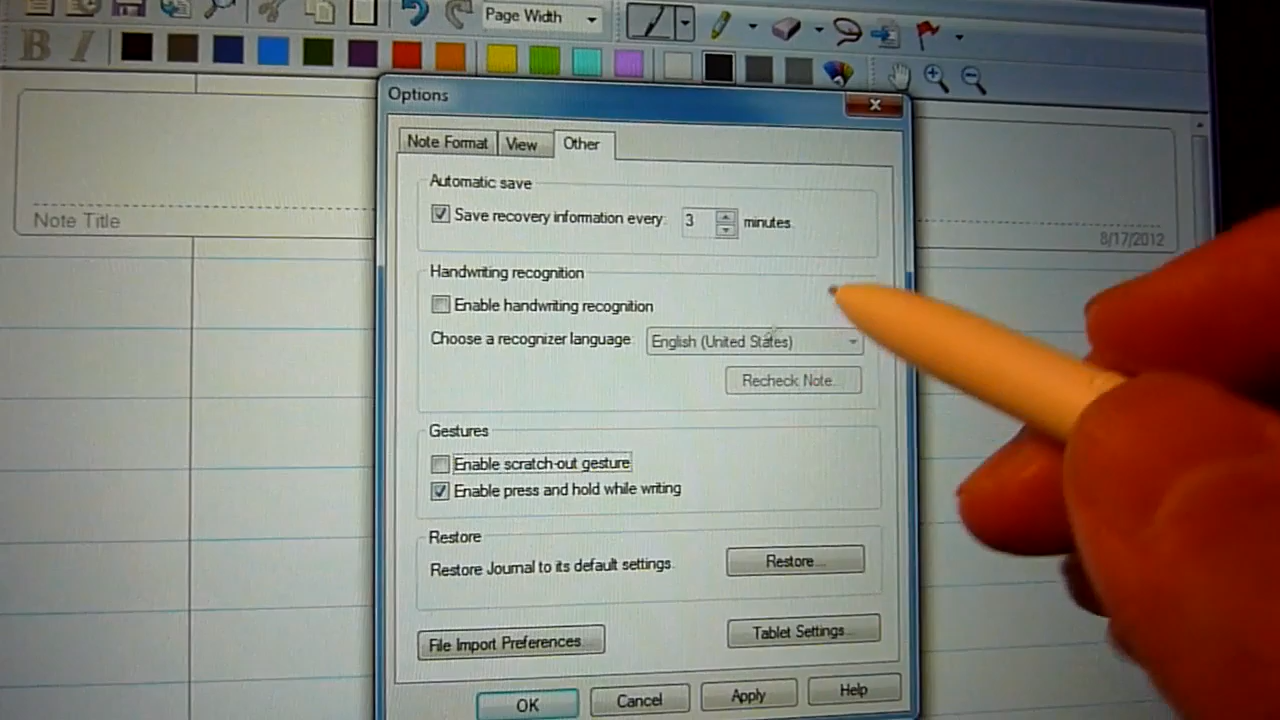 Page Width
B I
Options
Note Format View Other
Automatic save
Save recovery information every: 3 minutes.
Note Title
8/17/2012
Handwriting recognition
Enable handwriting recognition
Choose a recognizer language: English (United States)
Recheck Note...
Gestures
Enable scratch-out gesture
Enable press and hold while writing
Restore
Restore Journal to its default settings.
Restore...
File Import Preferences
Tablet Settings...
OK Cancel Apply Help